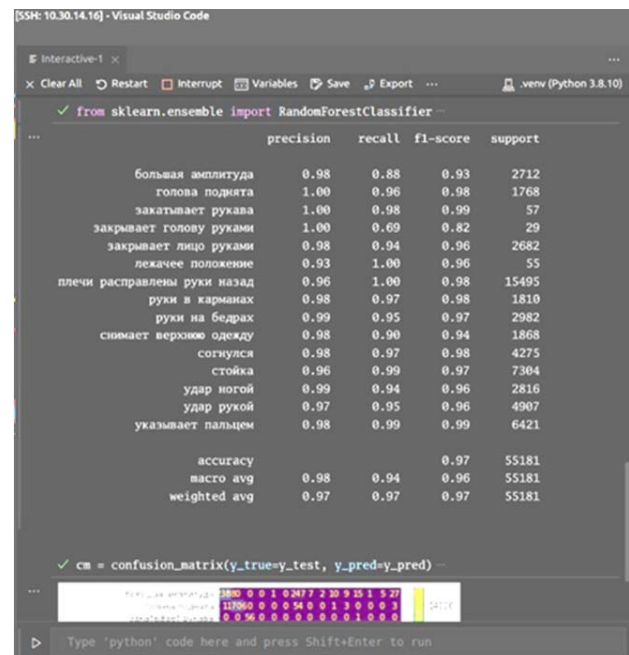 [SSH: 10.30.14.16] - Visual Studio Code
Interactive-1 ×
Clear All Restart Interrupt Variables Save Export ··· .venv (Python 3.8.10)
✓ from sklearn.ensemble import RandomForestClassifier
precision recall f1-score support
большая амплитуда 0.98 0.88 0.93 2712
голова поднята 1.00 0.96 0.98 1768
закатывает рукава 1.00 0.98 0.99 57
закрывает голову руками 1.00 0.69 0.82 29
закрывает лицо руками 0.98 0.94 0.96 2682
лежачее положение 0.93 1.00 0.96 55
плечи расправлены руки назад 0.96 1.00 0.98 15495
руки в карманах 0.98 0.97 0.98 1810
руки на бедрах 0.99 0.95 0.97 2982
снимает верхнюю одежду 0.98 0.90 0.94 1868
согнулся 0.98 0.97 0.98 4275
стойка 0.96 0.99 0.97 7304
удар ногой 0.99 0.94 0.96 2816
удар рукой 0.97 0.95 0.96 4907
указывает пальцем 0.98 0.99 0.99 6421
accuracy 0.97 55181
macro avg 0.98 0.94 0.96 55181
weighted avg 0.97 0.97 0.97 55181
✓ cm = confusion_matrix(y_true=y_test, y_pred=y_pred)
Type 'python' code here and press Shift+Enter to run